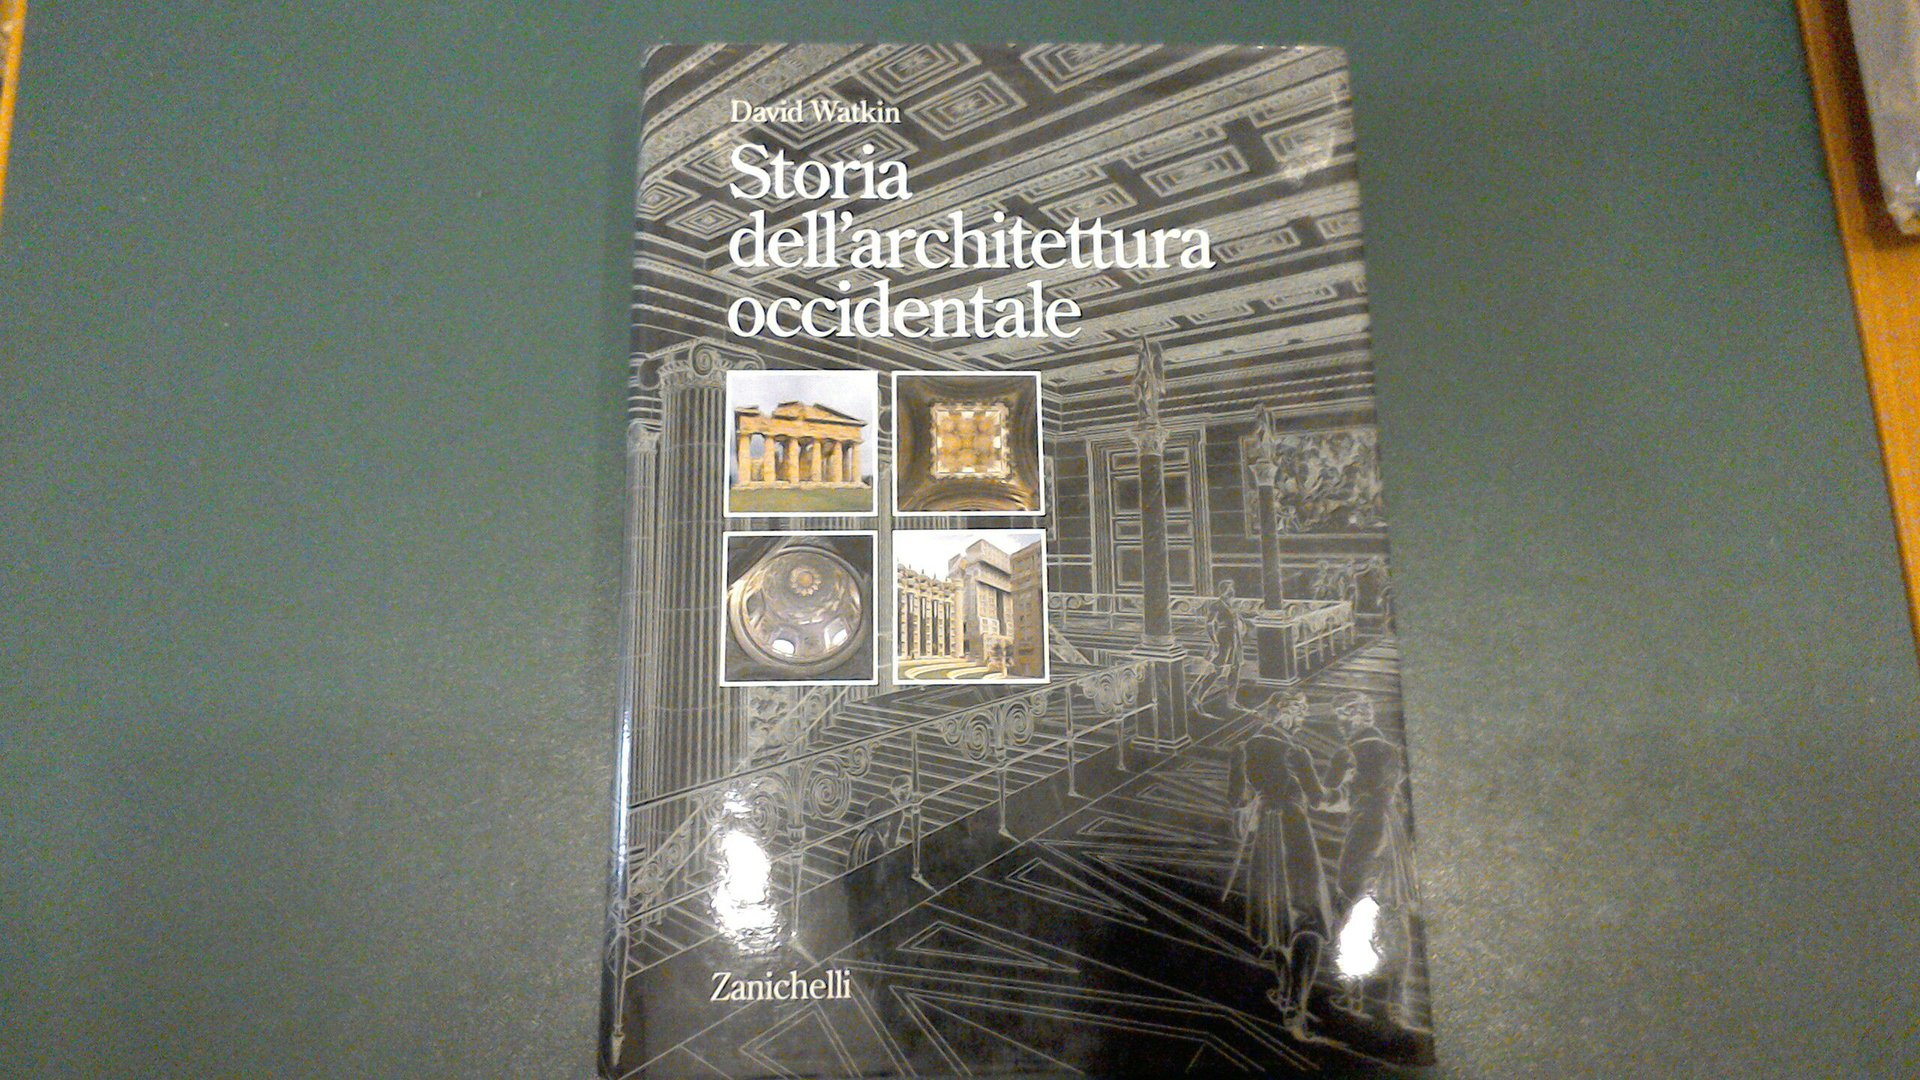 David Watkin
Storia
dell'architettura
occidentale
Zanichelli